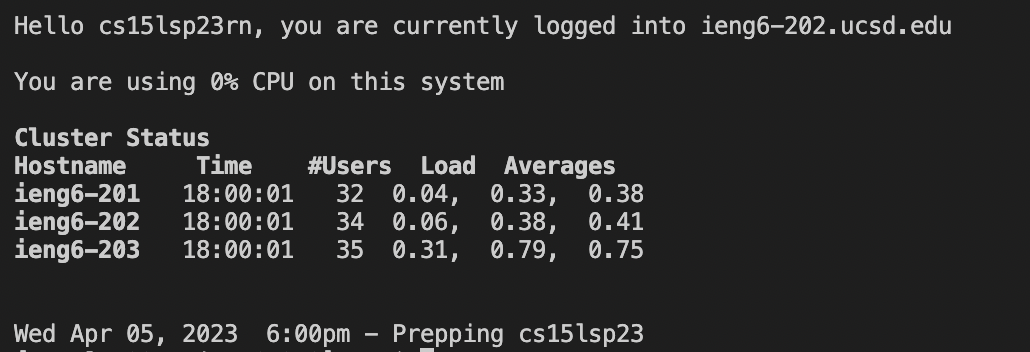 Hello cs15lsp23rn, you are currently logged into ieng6-202.ucsd.edu
You are using 0% CPU on this system
Cluster Status
Hostname     Time    #Users  Load  Averages
ieng6-201   18:00:01   32  0.04,  0.33,  0.38
ieng6-202   18:00:01   34  0.06,  0.38,  0.41
ieng6-203   18:00:01   35  0.31,  0.79,  0.75
Wed Apr 05, 2023  6:00pm - Prepping cs15lsp23